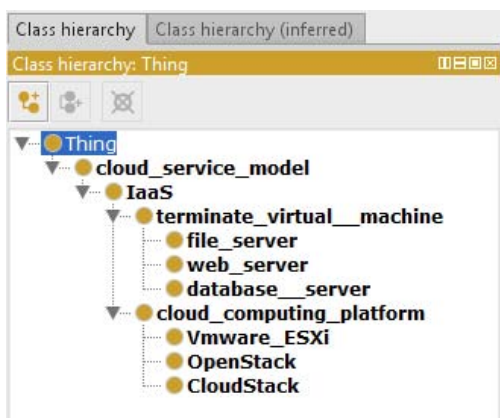 Class hierarchy Class hierarchy (inferred)
Class hierarchy: Thing
Thing
cloud_service_model
IaaS
terminate_virtual__machine
file_server
web_server
database__server
cloud_computing_platform
Vmware_ESXi
OpenStack
CloudStack